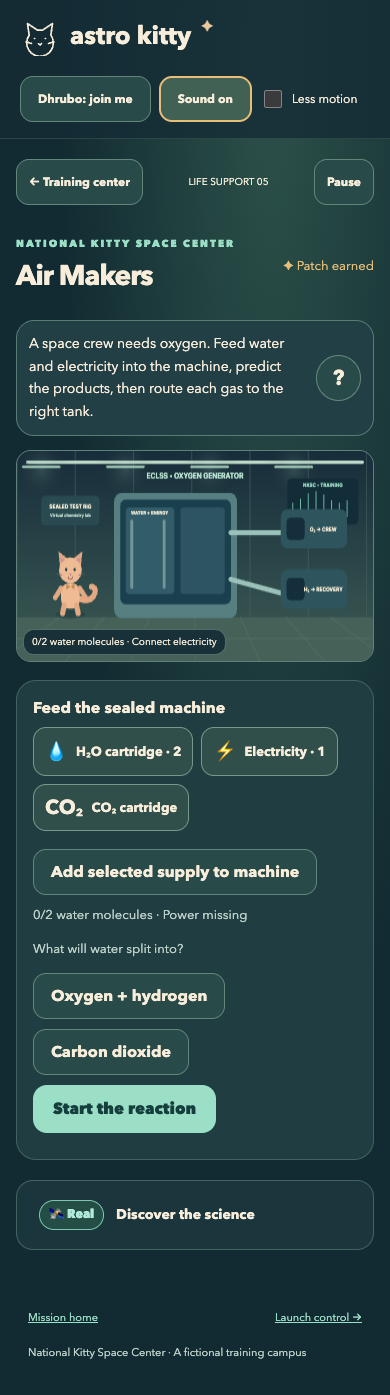 astro kitty
Dhrubo: join me
Sound on
Less motion
← Training center
LIFE SUPPORT 05
Pause
NATIONAL KITTY SPACE CENTER
Air Makers
✦ Patch earned
A space crew needs oxygen. Feed water
and electricity into the machine, predict
the products, then route each gas to the
right tank.
?
ECLSS • OXYGEN GENERATOR
NKSC • TRAINING
SEALED TEST RIG
Virtual chemistry lab
WATER + ENERGY
O₂ → CREW
H₂ → RECOVERY
0/2 water molecules · Connect electricity
Feed the sealed machine
💧 H₂O cartridge · 2
⚡ Electricity · 1
CO₂ CO₂ cartridge
Add selected supply to machine
0/2 water molecules · Power missing
What will water split into?
Oxygen + hydrogen
Carbon dioxide
Start the reaction
Real
Discover the science
Mission home
Launch control →
National Kitty Space Center · A fictional training campus